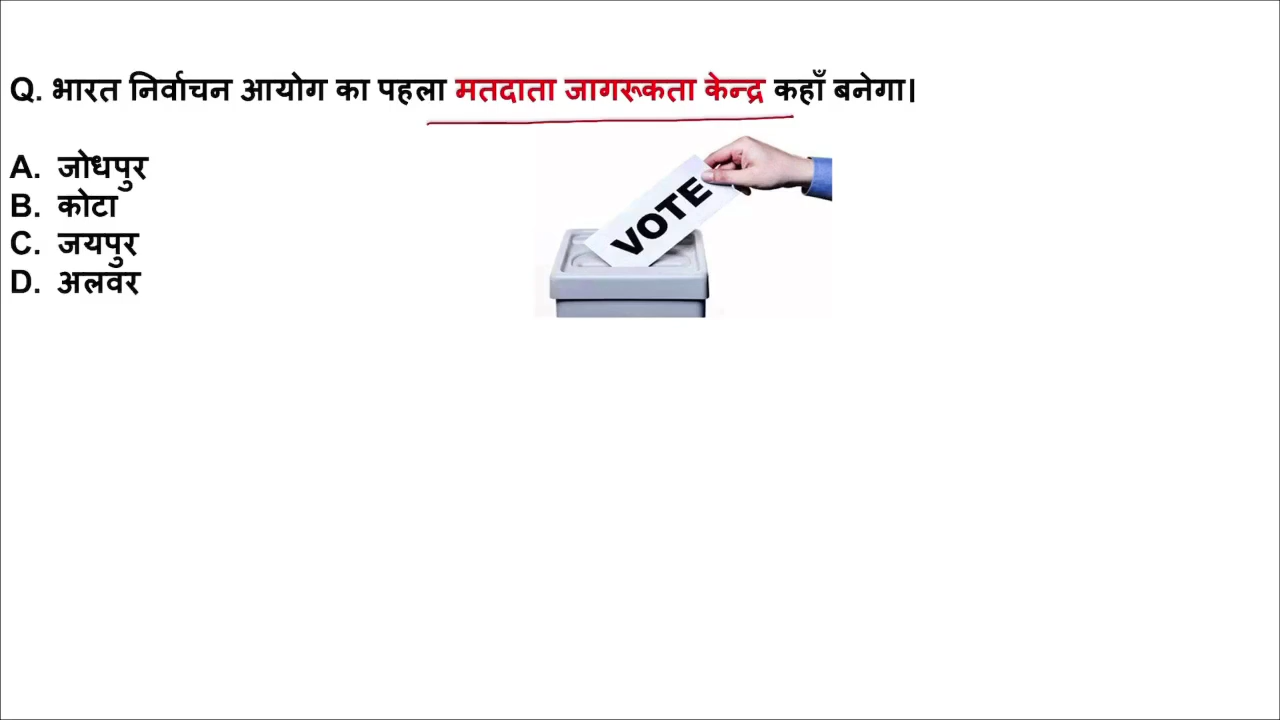 Q. भारत निर्वाचन आयोग का पहला मतदाता जागरूकता केन्द्र कहाँ बनेगा।
A. जोधपुर
B. कोटा
C. जयपुर
D. अलवर
VOTE